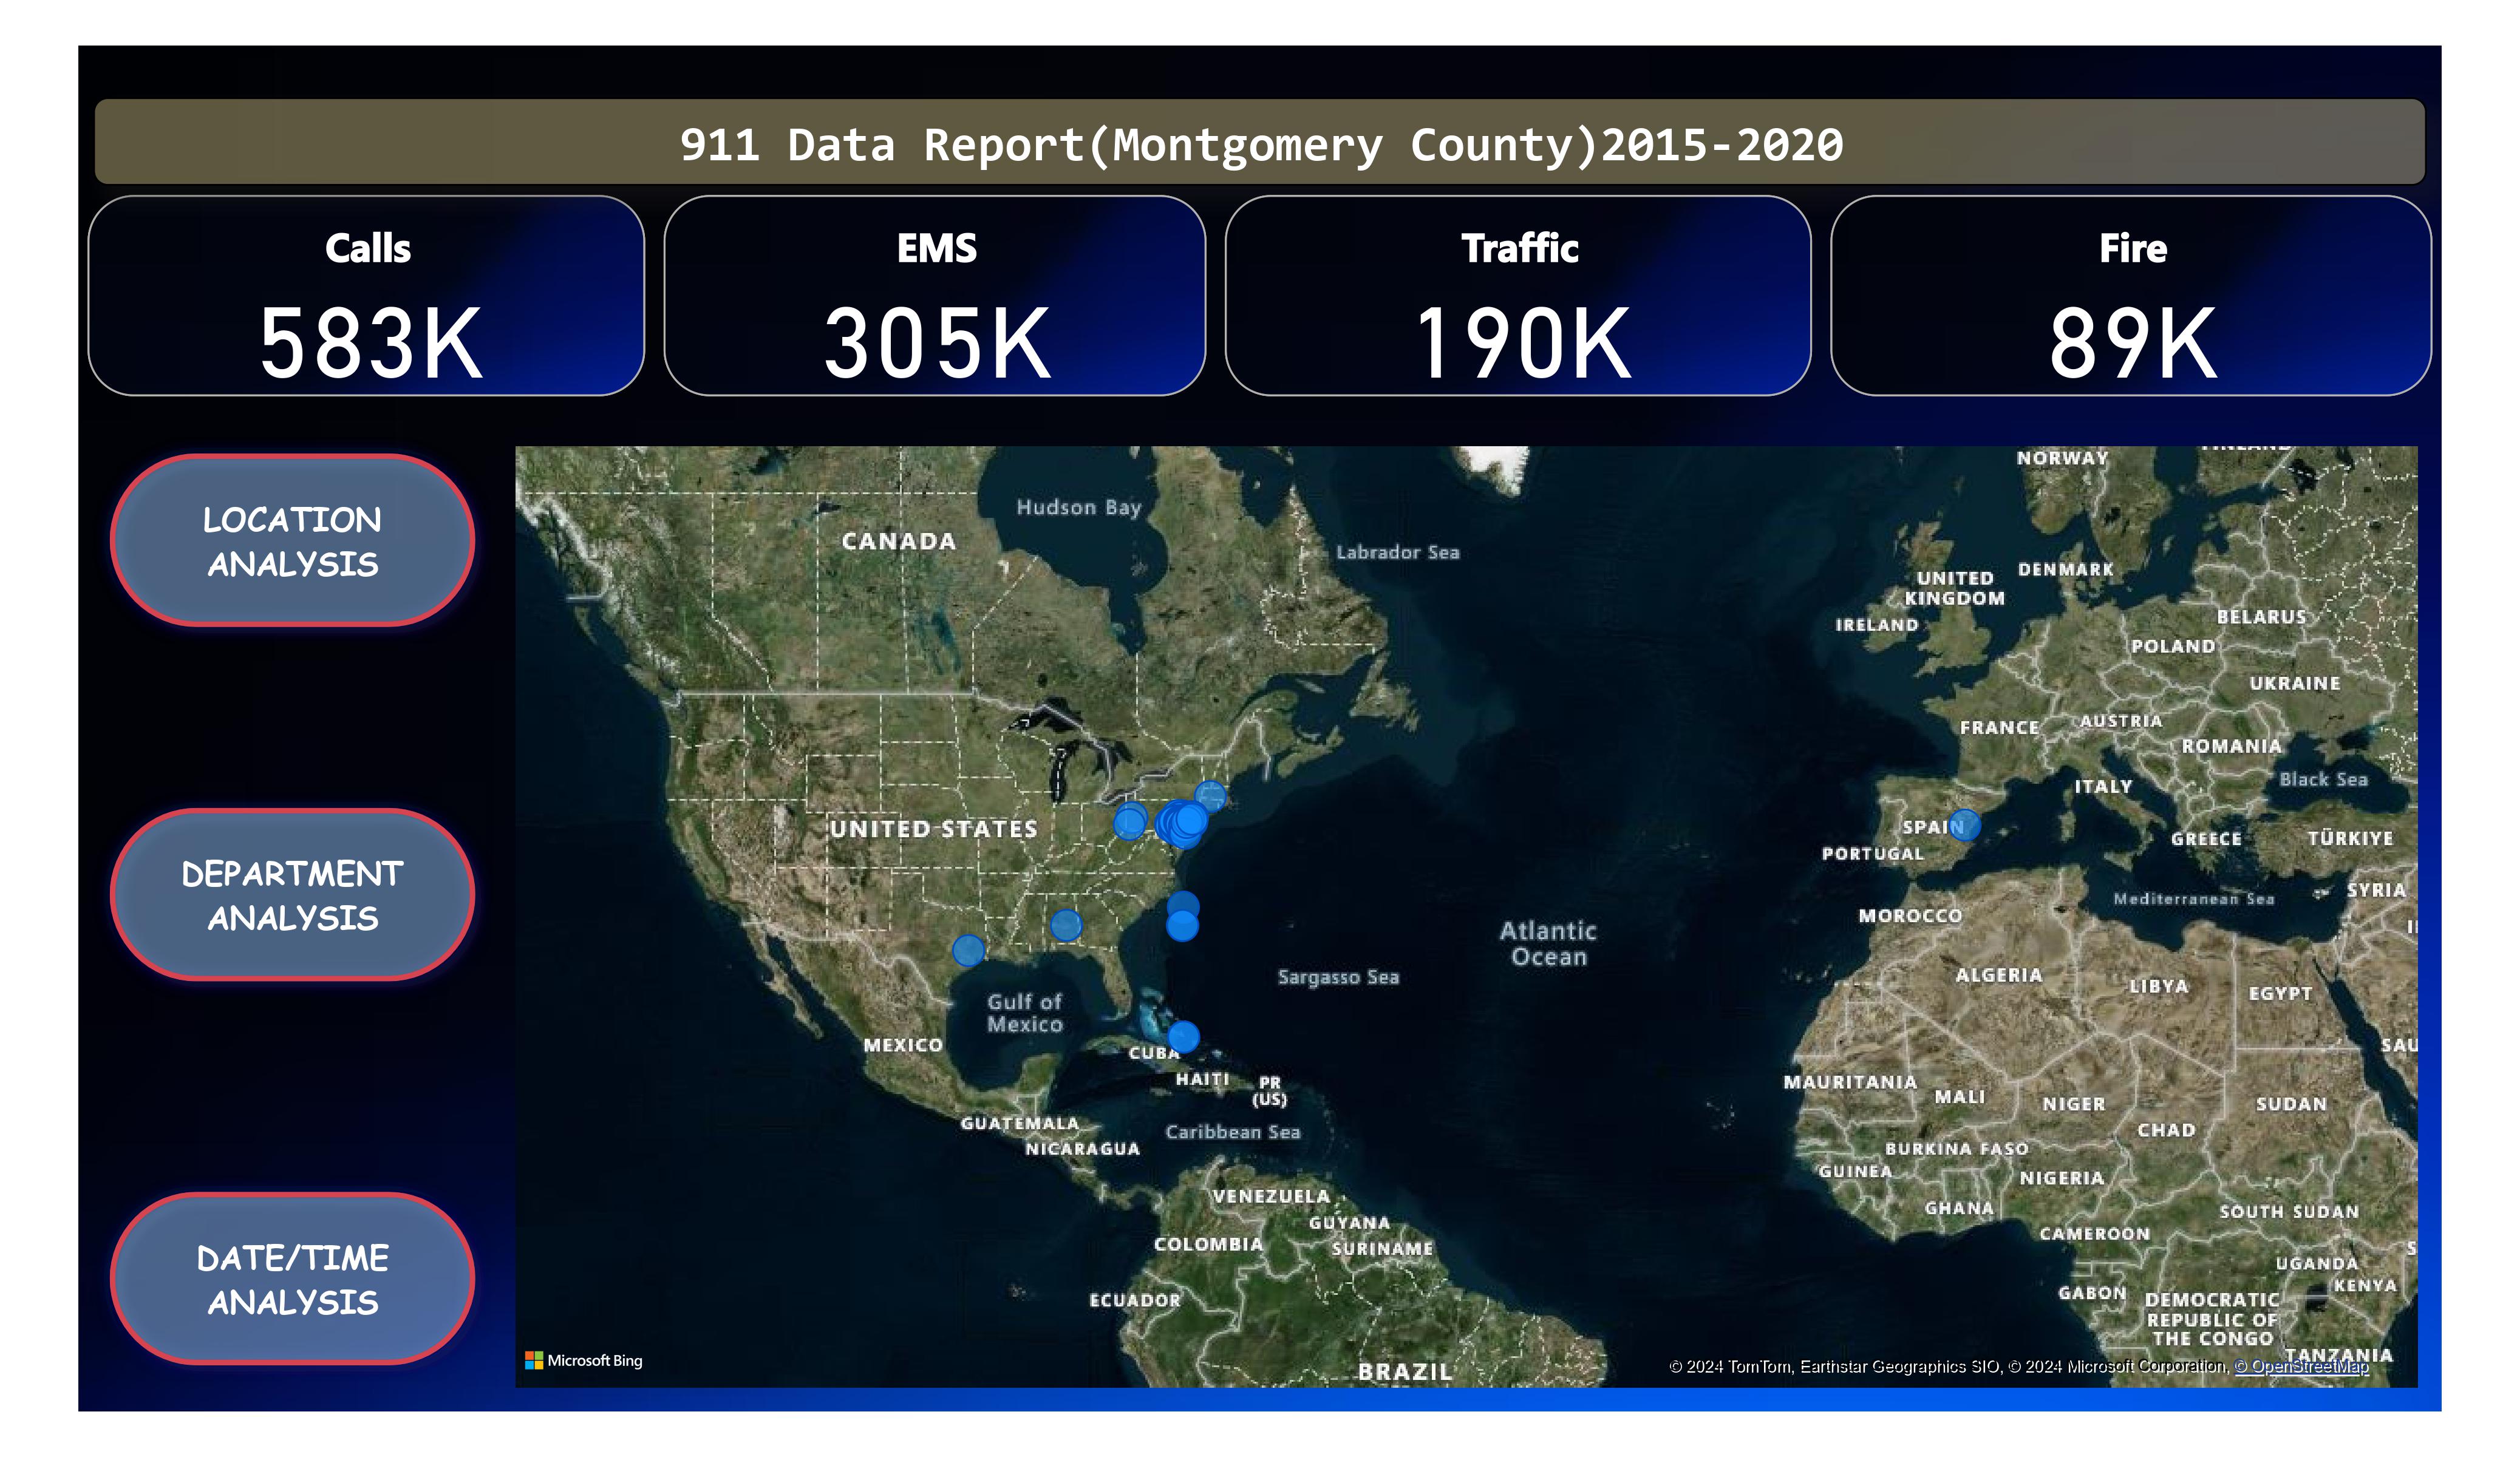 911 Data Report(Montgomery County)2015-2020
Calls
583K
EMS
305K
Traffic
190K
Fire
89K
LOCATION
ANALYSIS
DEPARTMENT
ANALYSIS
DATE/TIME
ANALYSIS
NORWAY
Hudson Bay
CANADA
Labrador Sea
UNITED
KINGDOM
DENMARK
IRELAND
BELARUS
POLAND
UKRAINE
FRANCE
AUSTRIA
ROMANIA
ITALY
Black Sea
UNITED STATES
SPAIN
PORTUGAL
GREECE
TÜRKIYE
Mediterranean Sea
SYRIA
MOROCCO
Atlantic
Ocean
Sargasso Sea
ALGERIA
LIBYA
EGYPT
Gulf of
Mexico
MEXICO
CUBA
SAU
HAITI
PR
(US)
MAURITANIA
MALI
NIGER
SUDAN
GUATEMALA
Caribbean Sea
CHAD
NICARAGUA
BURKINA FASO
GUINEA
NIGERIA
VENEZUELA
GHANA
SOUTH SUDAN
GUYANA
CAMEROON
COLOMBIA
SURINAME
UGANDA
KENYA
GABON
ECUADOR
DEMOCRATIC
REPUBLIC OF
THE CONGO
TANZANIA
BRAZIL
Microsoft Bing
© 2024 TomTom, Earthstar Geographics SIO, © 2024 Microsoft Corporation, © OpenStreetMap